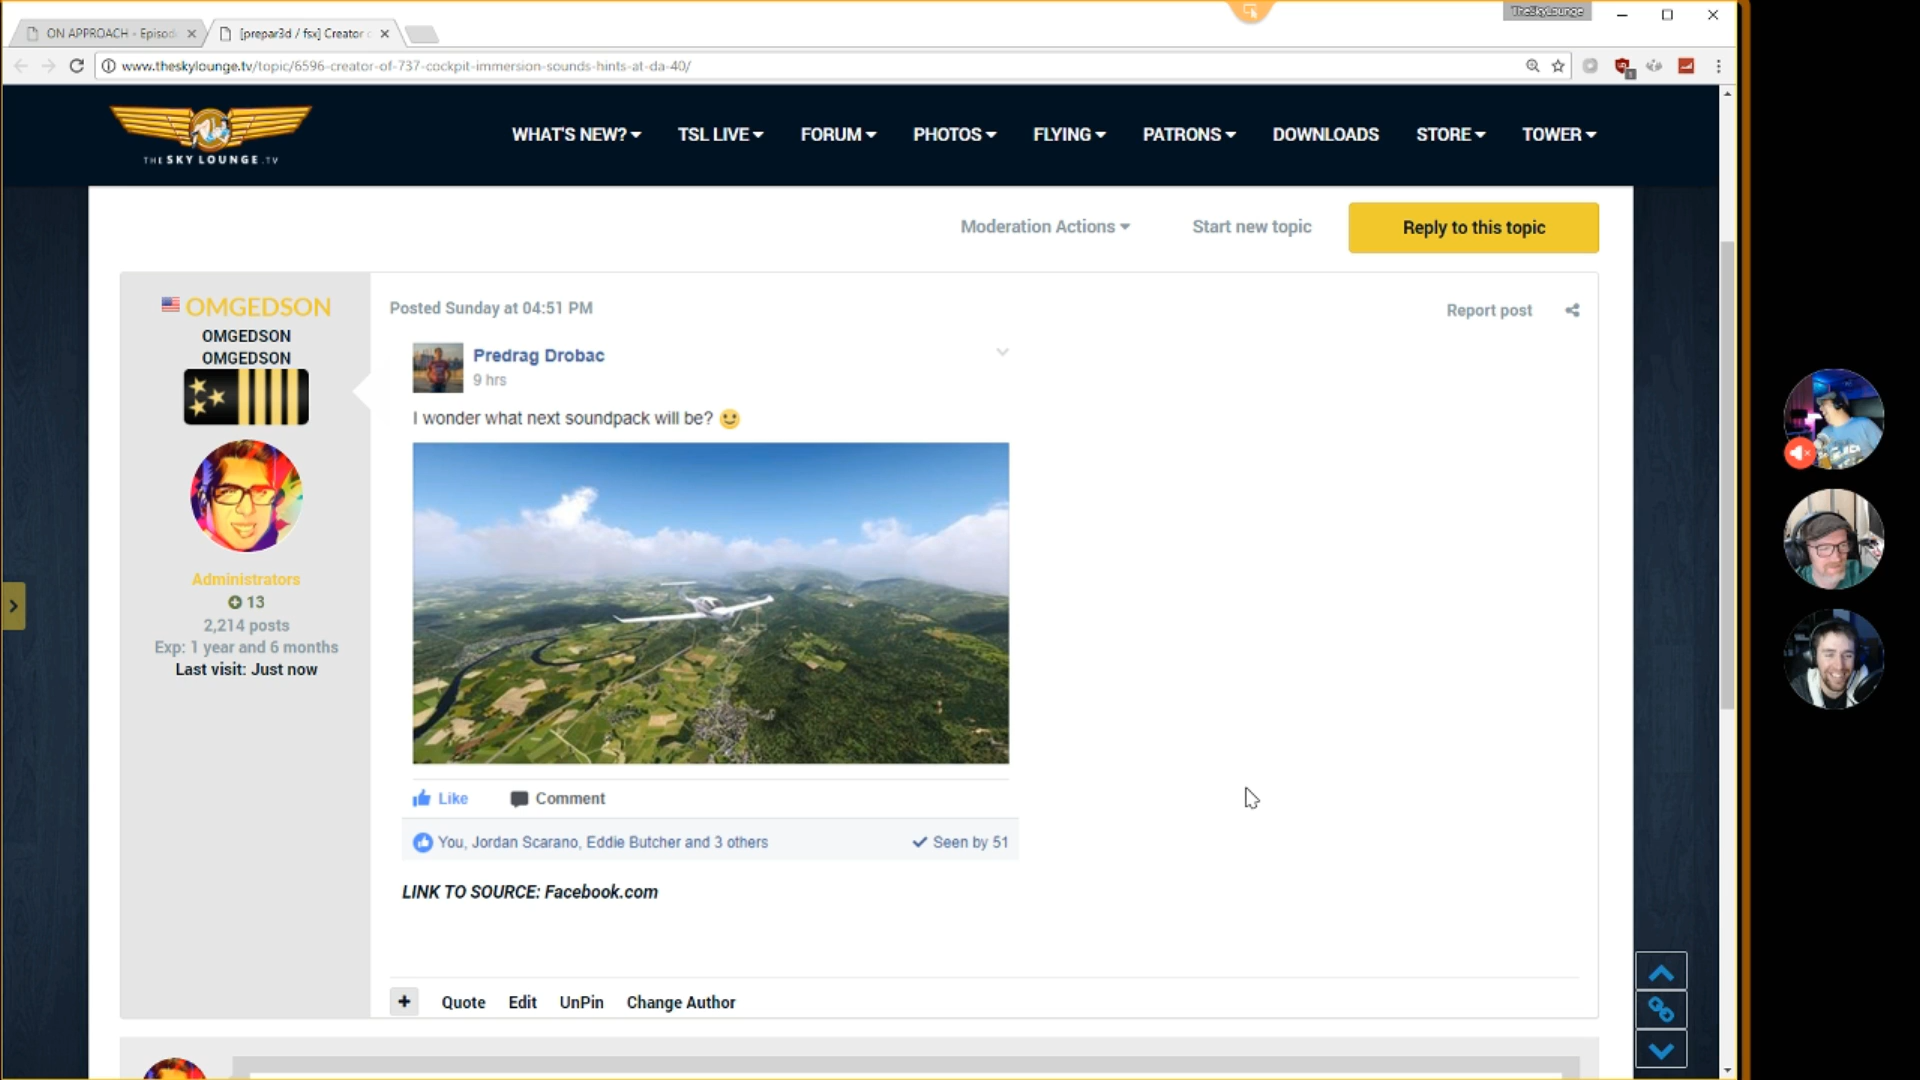 TheSkyLounge
ON APPROACH - Episod
[prepar3d / fsx] Creator
www.theskylounge.tv/topic/6596-creator-of-737-cockpit-immersion-sounds-hints-at-da-40/
THE SKY LOUNGE .TV
WHAT'S NEW?
TSL LIVE
FORUM
PHOTOS
FLYING
PATRONS
DOWNLOADS
STORE
TOWER
Moderation Actions
Start new topic
Reply to this topic
OMGEDSON
OMGEDSON
OMGEDSON
Administrators
13
2,214 posts
Exp: 1 year and 6 months
Last visit: Just now
Posted Sunday at 04:51 PM
Report post
Predrag Drobac
9 hrs
I wonder what next soundpack will be?
Like
Comment
You, Jordan Scarano, Eddie Butcher and 3 others
Seen by 51
LINK TO SOURCE: Facebook.com
+
Quote
Edit
UnPin
Change Author